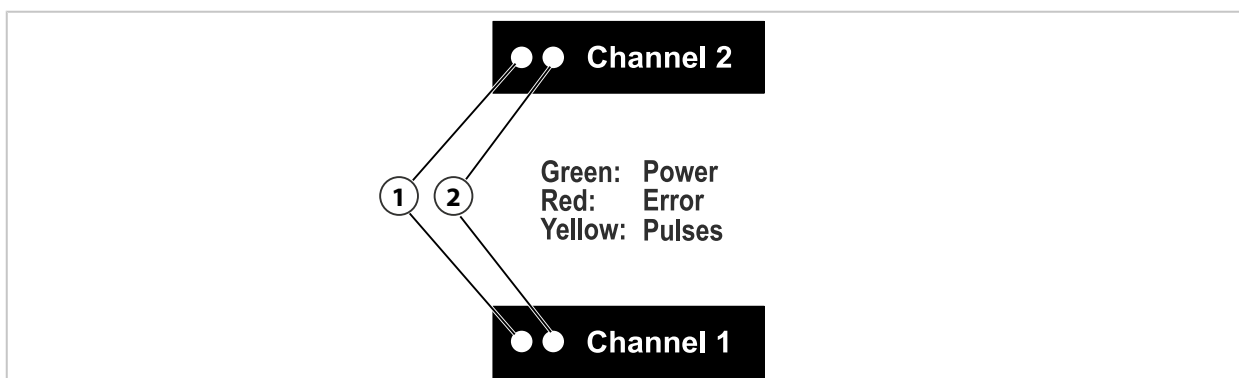 Channel 2
1 2
Green: Power
Red: Error
Yellow: Pulses
Channel 1